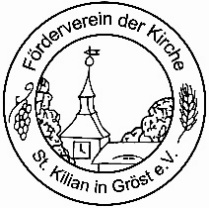 Förderverein der Kirche
St. Kilian in Gröst e.V.